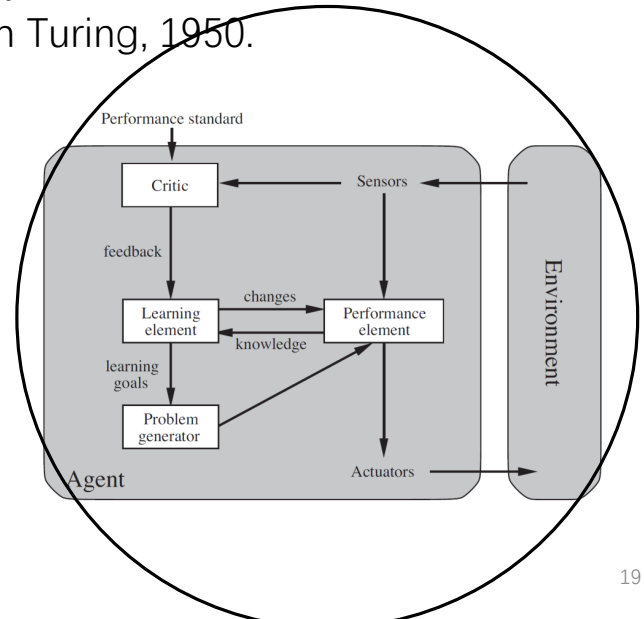 n Turing, 1950.
Performance standard
Critic
Sensors
feedback
changes
Learning
element
Performance
element
knowledge
learning
goals
Problem
generator
Agent
Actuators
Environment
19